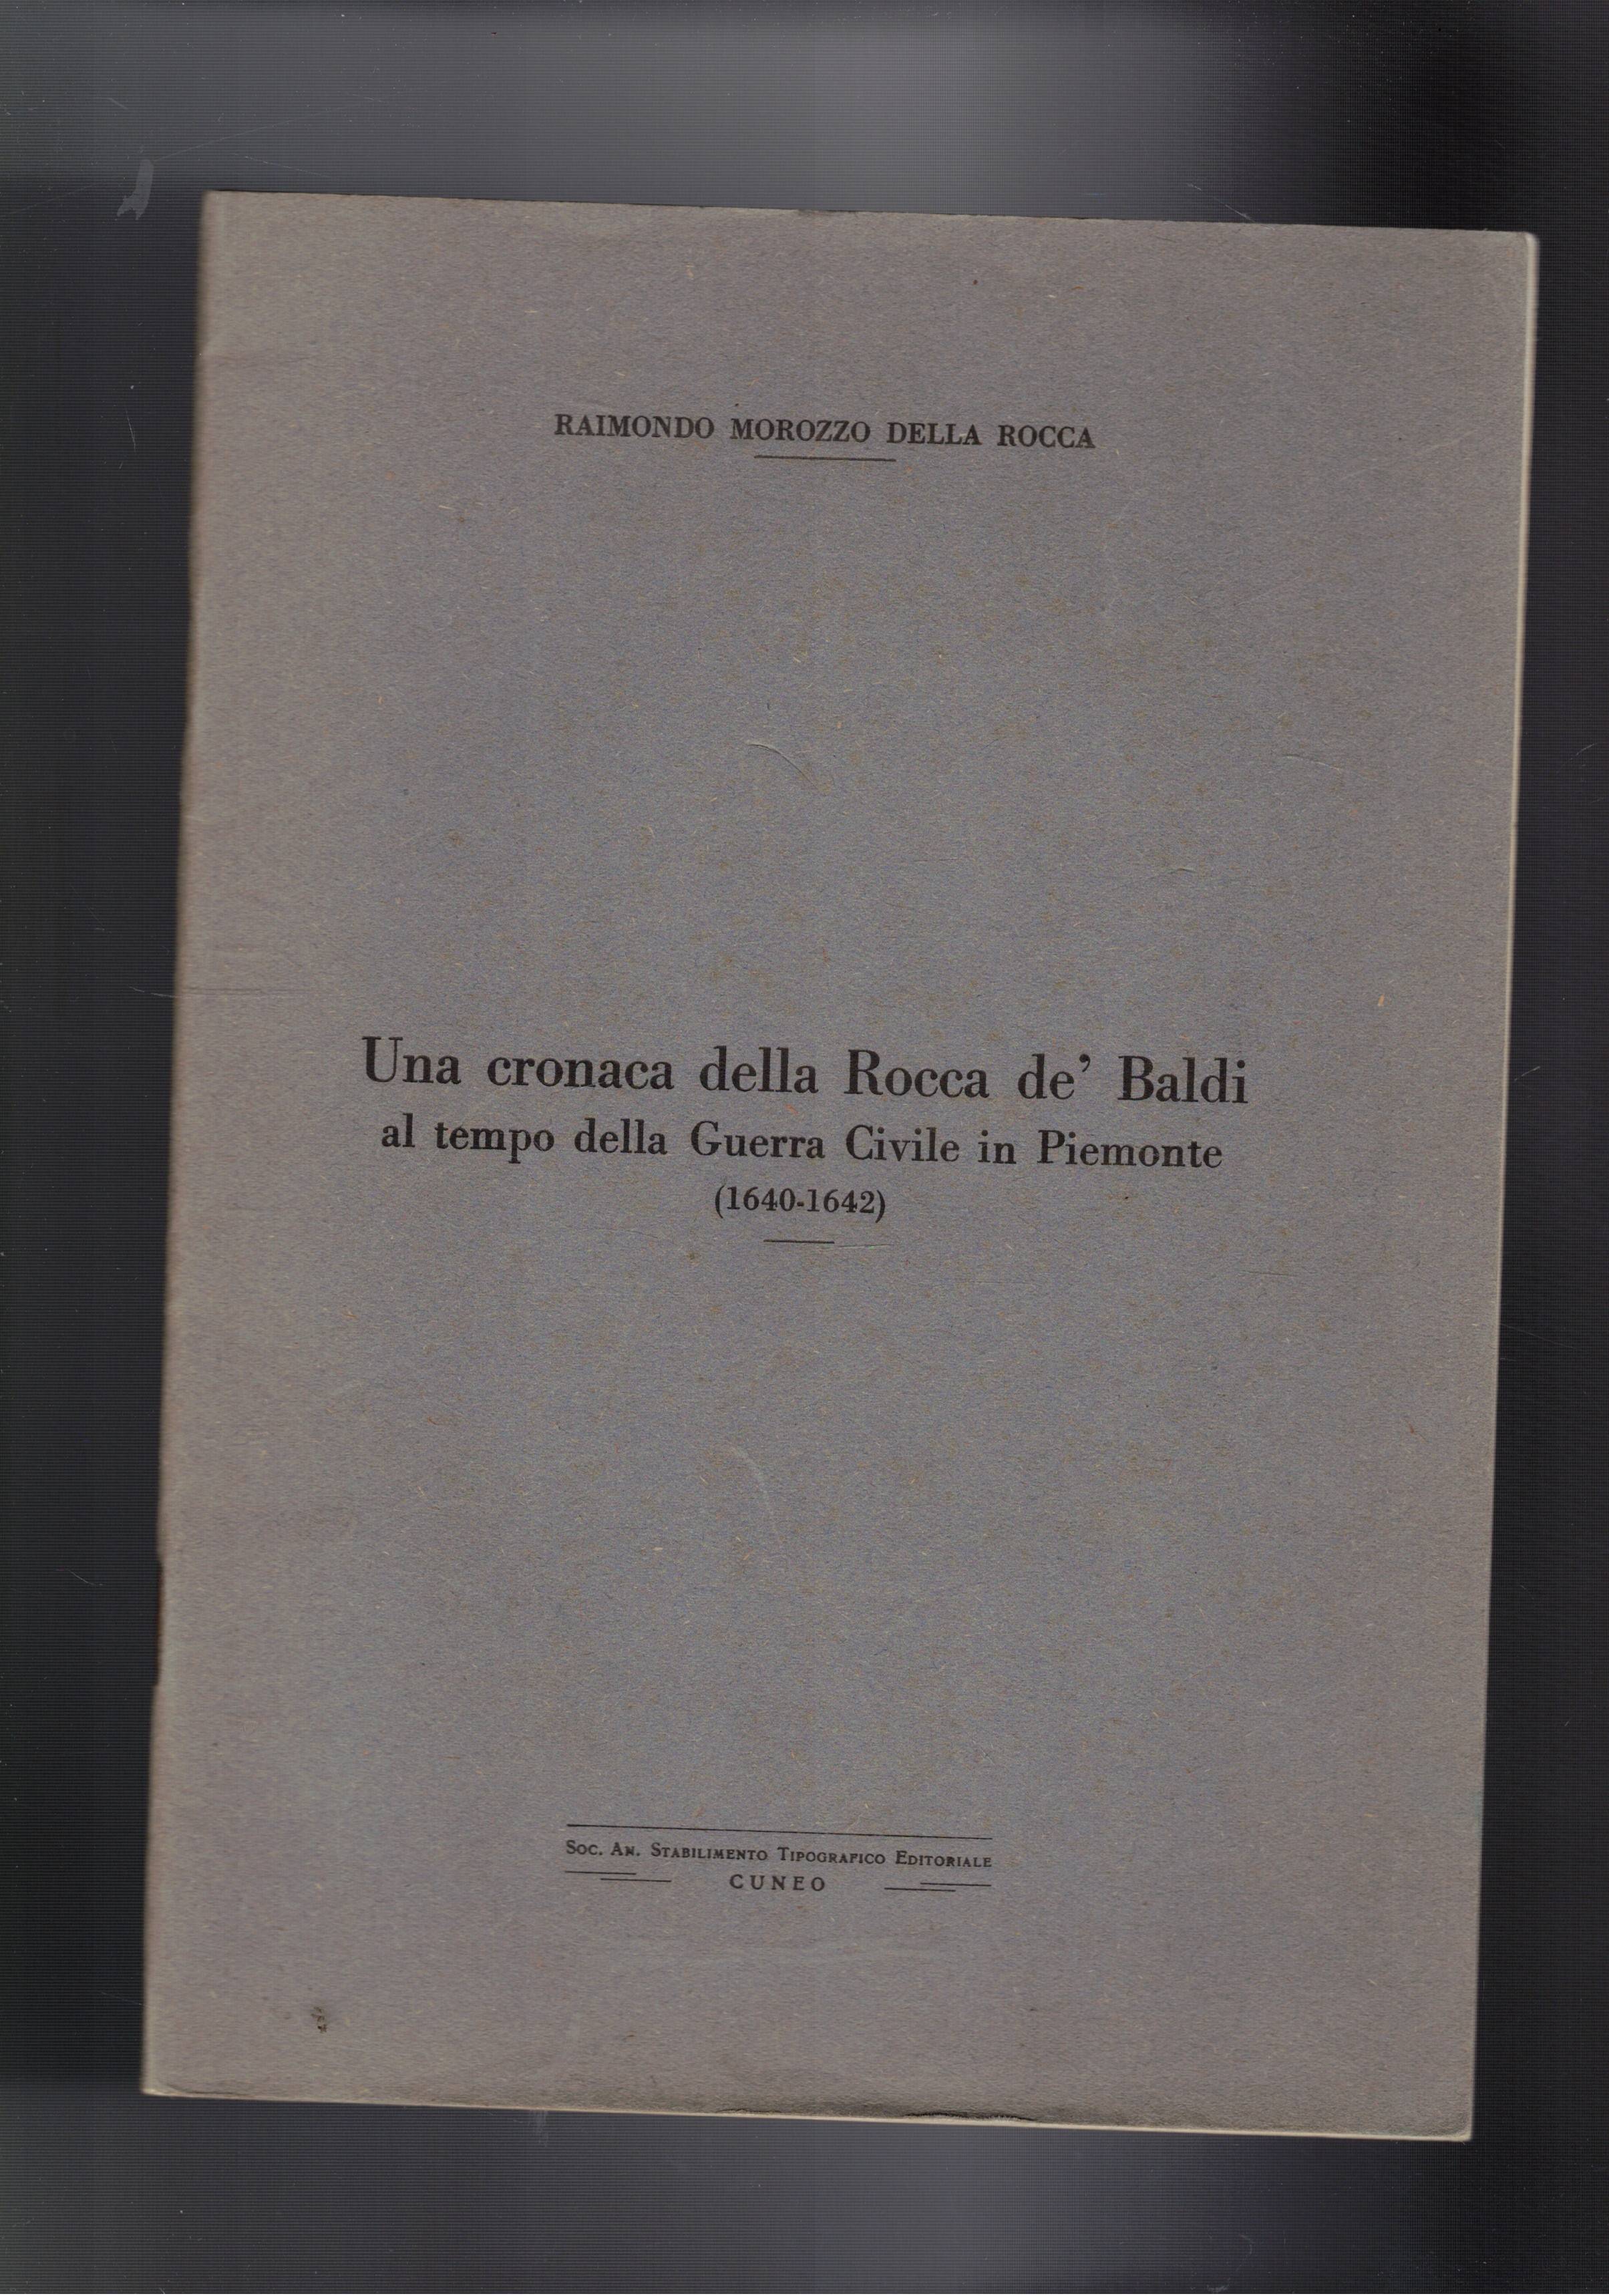 RAIMONDO MOROZZO DELLA ROCCA
Una cronaca della Rocca de’ Baldi
al tempo della Guerra Civile in Piemonte
(1640-1642)
Soc. An. Stabilimento Tipografico Editoriale
CUNEO